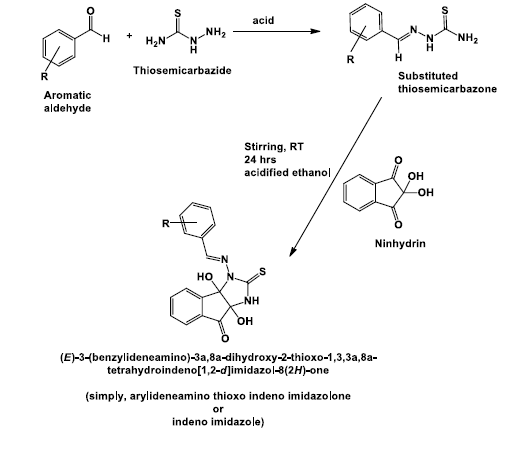 O
H
R
Aromatic
aldehyde
+
S
H2N
N
H
NH2
Thiosemicarbazide
acid
R
H
N
N
H
S
NH2
Substituted
thiosemicarbazone
Stirring, RT
24 hrs
acidified ethanol
O
OH
OH
O
Ninhydrin
R
N
HO
N
S
NH
OH
O
(E)-3-(benzylideneamino)-3a,8a-dihydroxy-2-thioxo-1,3,3a,8a-
tetrahydroindeno[1,2-d]imidazol-8(2H)-one
(simply, arylideneamino thioxo indeno imidazolone
or
indeno imidazole)